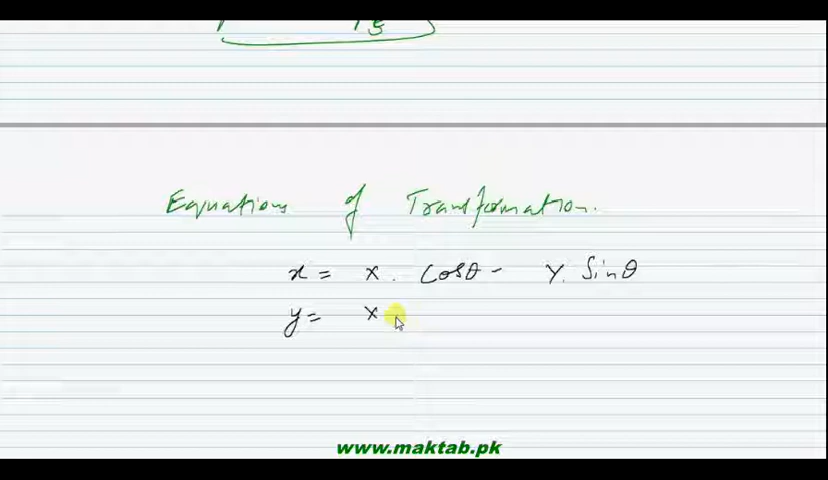 Equations of Transformation.
x = X. Cosθ - Y. Sinθ
y = X
www.maktab.pk